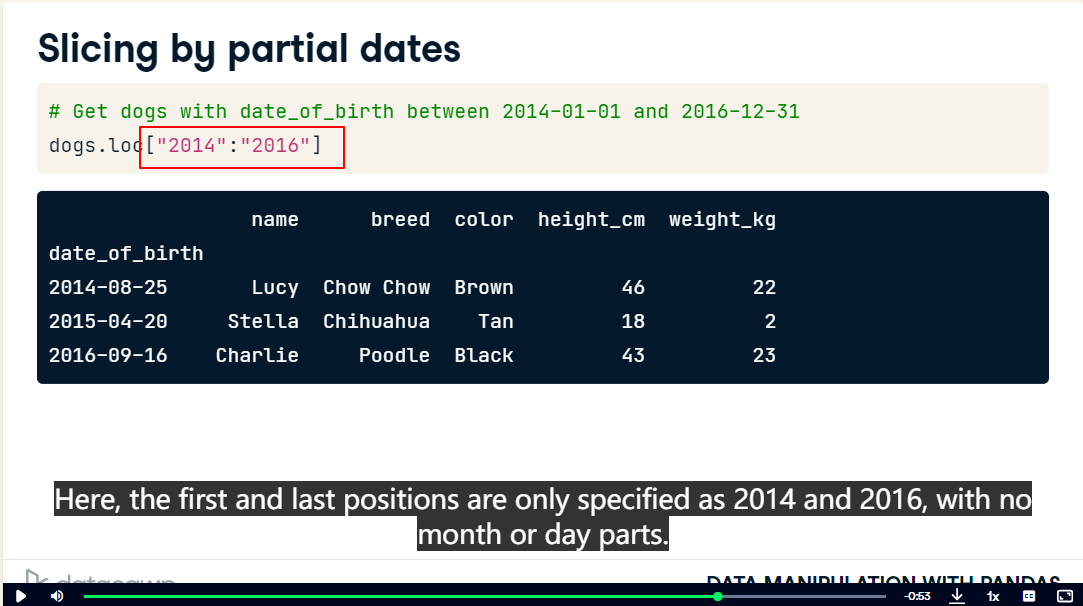 Slicing by partial dates
# Get dogs with date_of_birth between 2014-01-01 and 2016-12-31
dogs.loc["2014":"2016"]
name breed color height_cm weight_kg
date_of_birth
2014-08-25 Lucy Chow Chow Brown 46 22
2015-04-20 Stella Chihuahua Tan 18 2
2016-09-16 Charlie Poodle Black 43 23
Here, the first and last positions are only specified as 2014 and 2016, with no
month or day parts.
datacamp DATA MANIPULATION WITH PANDAS
-0:53 1x CC